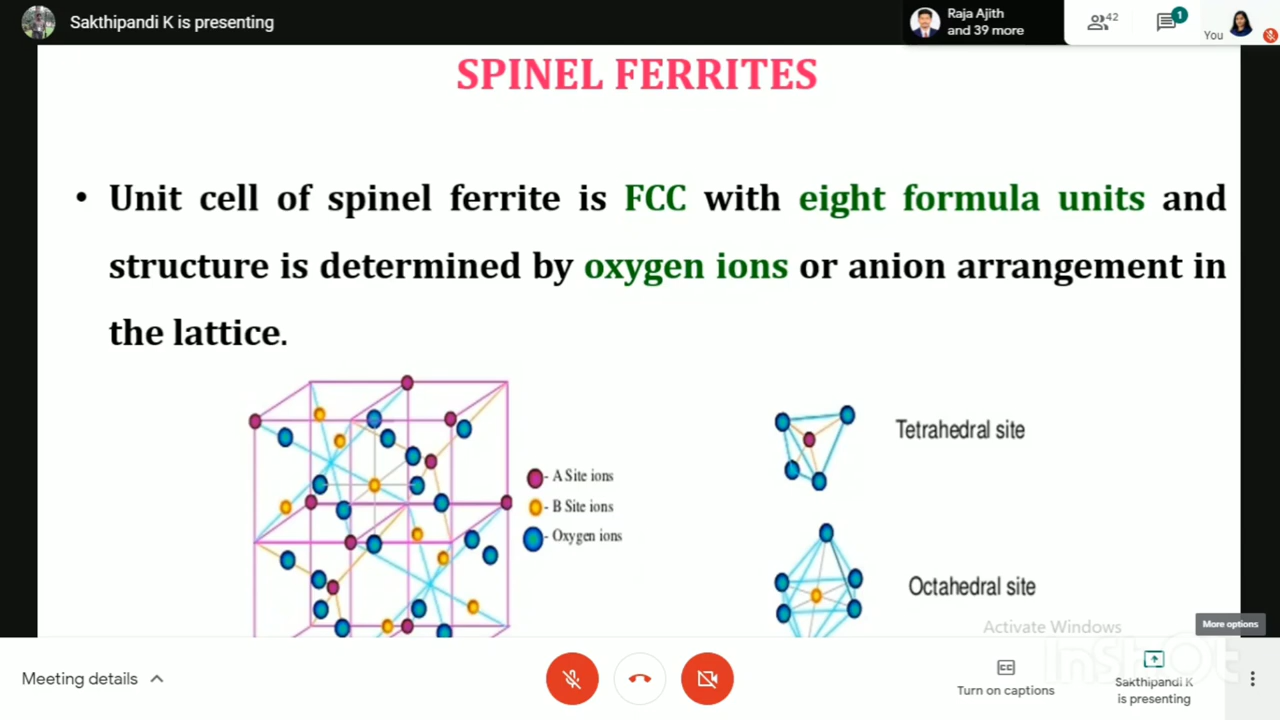 Sakthipandi K is presenting
Raja Ajith
and 39 more
42
1
You
SPINEL FERRITES
• Unit cell of spinel ferrite is FCC with eight formula units and
structure is determined by oxygen ions or anion arrangement in
the lattice.
- A Site ions
- B Site ions
- Oxygen ions
Tetrahedral site
Octahedral site
Activate Windows
More options
InShOt
Meeting details
CC
Turn on captions
Sakthipandi K
is presenting